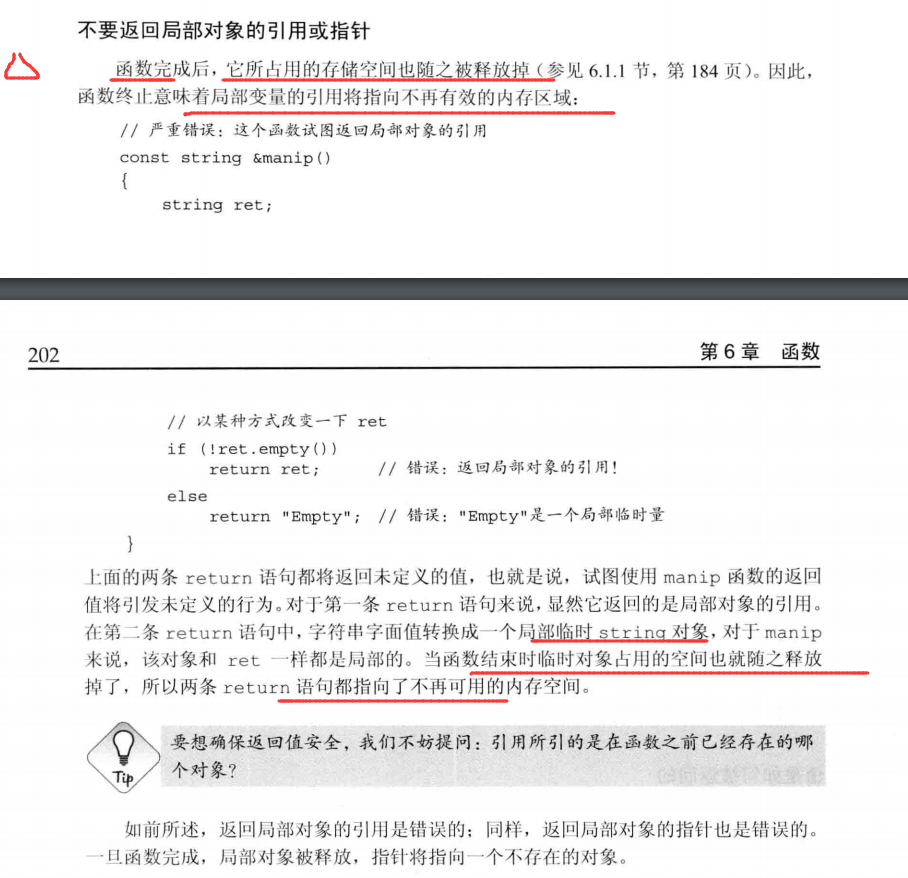 不要返回局部对象的引用或指针
函数完成后，它所占用的存储空间也随之被释放掉（参见 6.1.1 节，第 184 页）。因此，
函数终止意味着局部变量的引用将指向不再有效的内存区域：
// 严重错误：这个函数试图返回局部对象的引用
const string &manip()
{
string ret;
202
第 6 章 函数
// 以某种方式改变一下 ret
if (!ret.empty())
return ret; // 错误：返回局部对象的引用！
else
return "Empty"; // 错误："Empty"是一个局部临时量
}
上面的两条 return 语句都将返回未定义的值，也就是说，试图使用 manip 函数的返回
值将引发未定义的行为。对于第一条 return 语句来说，显然它返回的是局部对象的引用。
在第二条 return 语句中，字符串字面值转换成一个局部临时 string 对象，对于 manip
来说，该对象和 ret 一样都是局部的。当函数结束时临时对象占用的空间也就随之释放
掉了，所以两条 return 语句都指向了不再可用的内存空间。
Tip
要想确保返回值安全，我们不妨提问：引用所引的是在函数之前已经存在的哪
个对象？
如前所述，返回局部对象的引用是错误的；同样，返回局部对象的指针也是错误的。
一旦函数完成，局部对象被释放，指针将指向一个不存在的对象。